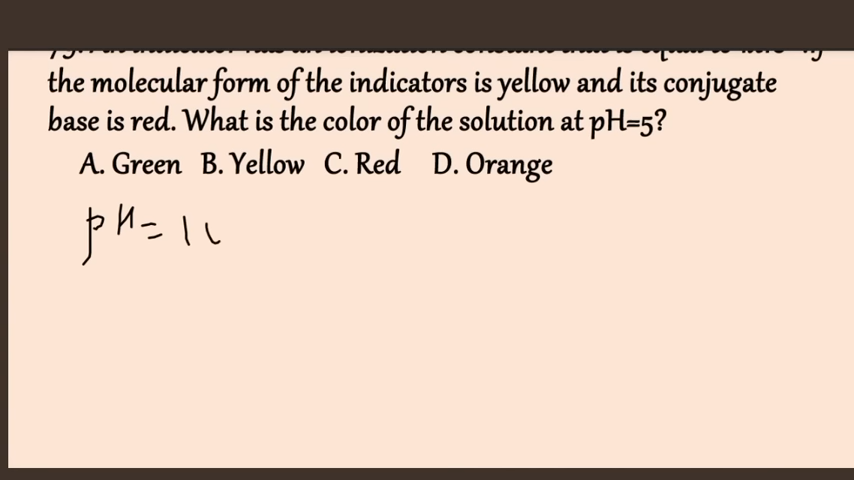 the molecular form of the indicators is yellow and its conjugate
base is red. What is the color of the solution at pH=5?
A. Green B. Yellow C. Red D. Orange
pH=